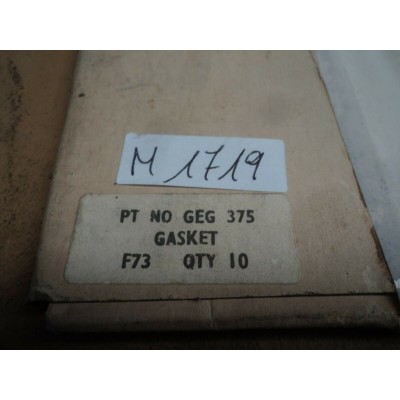 M 1719
PT NO GEG 375
GASKET
F73 QTY 10